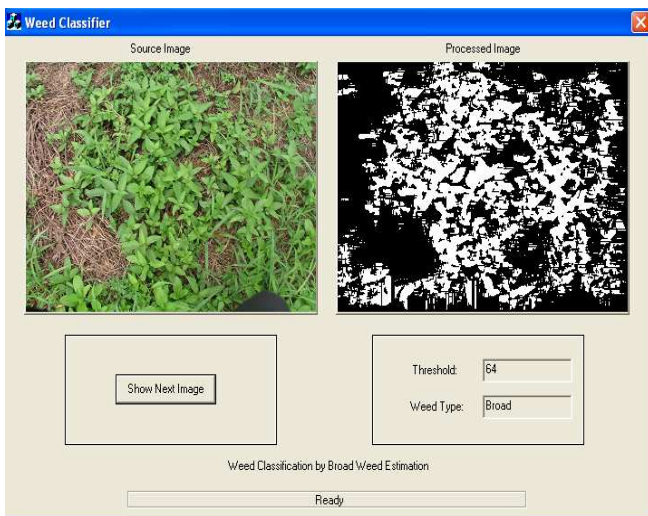 Weed Classifier
Source Image
Processed Image
Show Next Image
Threshold: 64
Weed Type: Broad
Weed Classification by Broad Weed Estimation
Ready